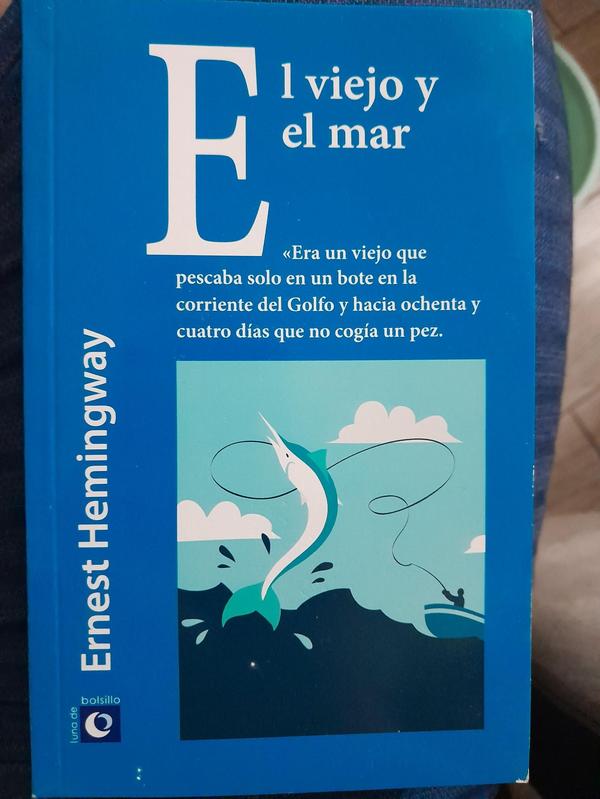 El viejo y
el mar
«Era un viejo que
pescaba solo en un bote en la
corriente del Golfo y hacia ochenta y
cuatro días que no cogía un pez.
Ernest Hemingway
luna de
bolsillo